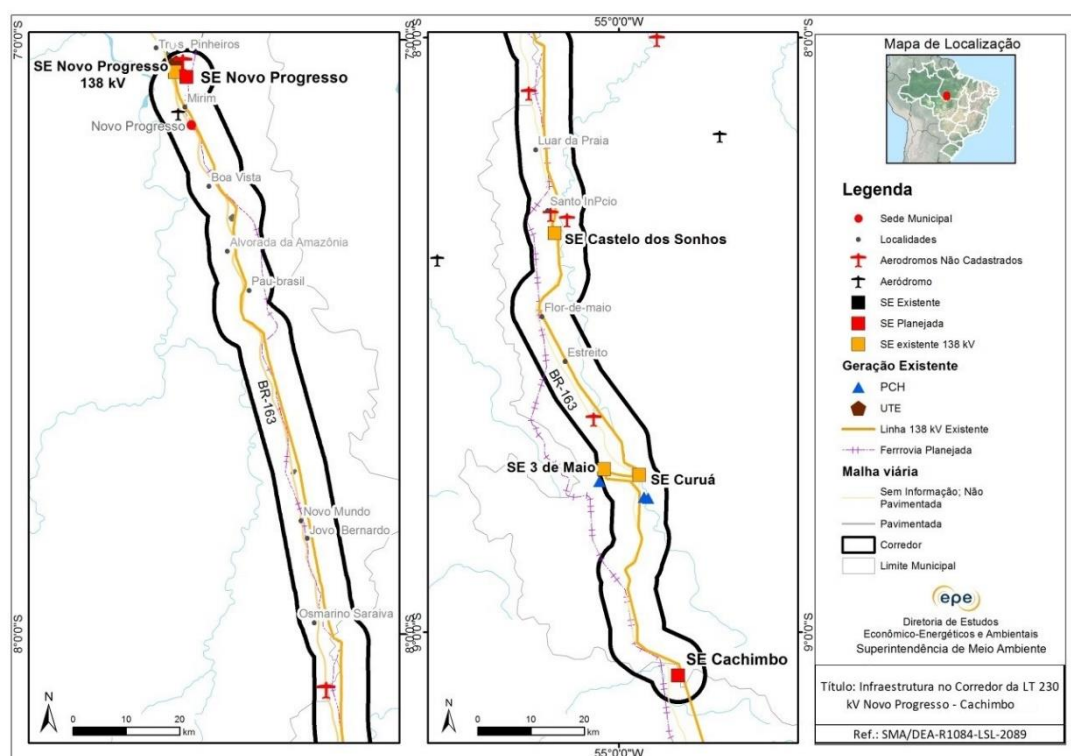 7°0'0"S
Três Pinheiros
SE Novo Progresso
138 kV
SE Novo Progresso
Mirim
Novo Progresso
Boa Vista
Alvorada da Amazônia
Pau-brasil
BR-163
Novo Mundo
Jovo Bernardo
Osmarino Saraiva
8°0'0"S
N
0 10 20
km
55°0'0"W
8°0'0"S
Luar da Praia
Santo InPcio
SE Castelo dos Sonhos
Flor-de-maio
Estreito
BR-163
SE 3 de Maio
SE Curuá
9°0'0"S
SE Cachimbo
N
0 10 20
km
55°0'0"W
Mapa de Localização
Legenda
Sede Municipal
Localidades
Aerodromos Não Cadastrados
Aeródromo
SE Existente
SE Planejada
SE existente 138 kV
Geração Existente
PCH
UTE
Linha 138 kV Existente
Ferrrovia Planejada
Malha viária
Sem Informação; Não
Pavimentada
Pavimentada
Corredor
Limite Municipal
epe
Diretoria de Estudos
Econômico-Energéticos e Ambientais
Superintendência de Meio Ambiente
Título: Infraestrutura no Corredor da LT 230
kV Novo Progresso - Cachimbo
Ref.: SMA/DEA-R1084-LSL-2089